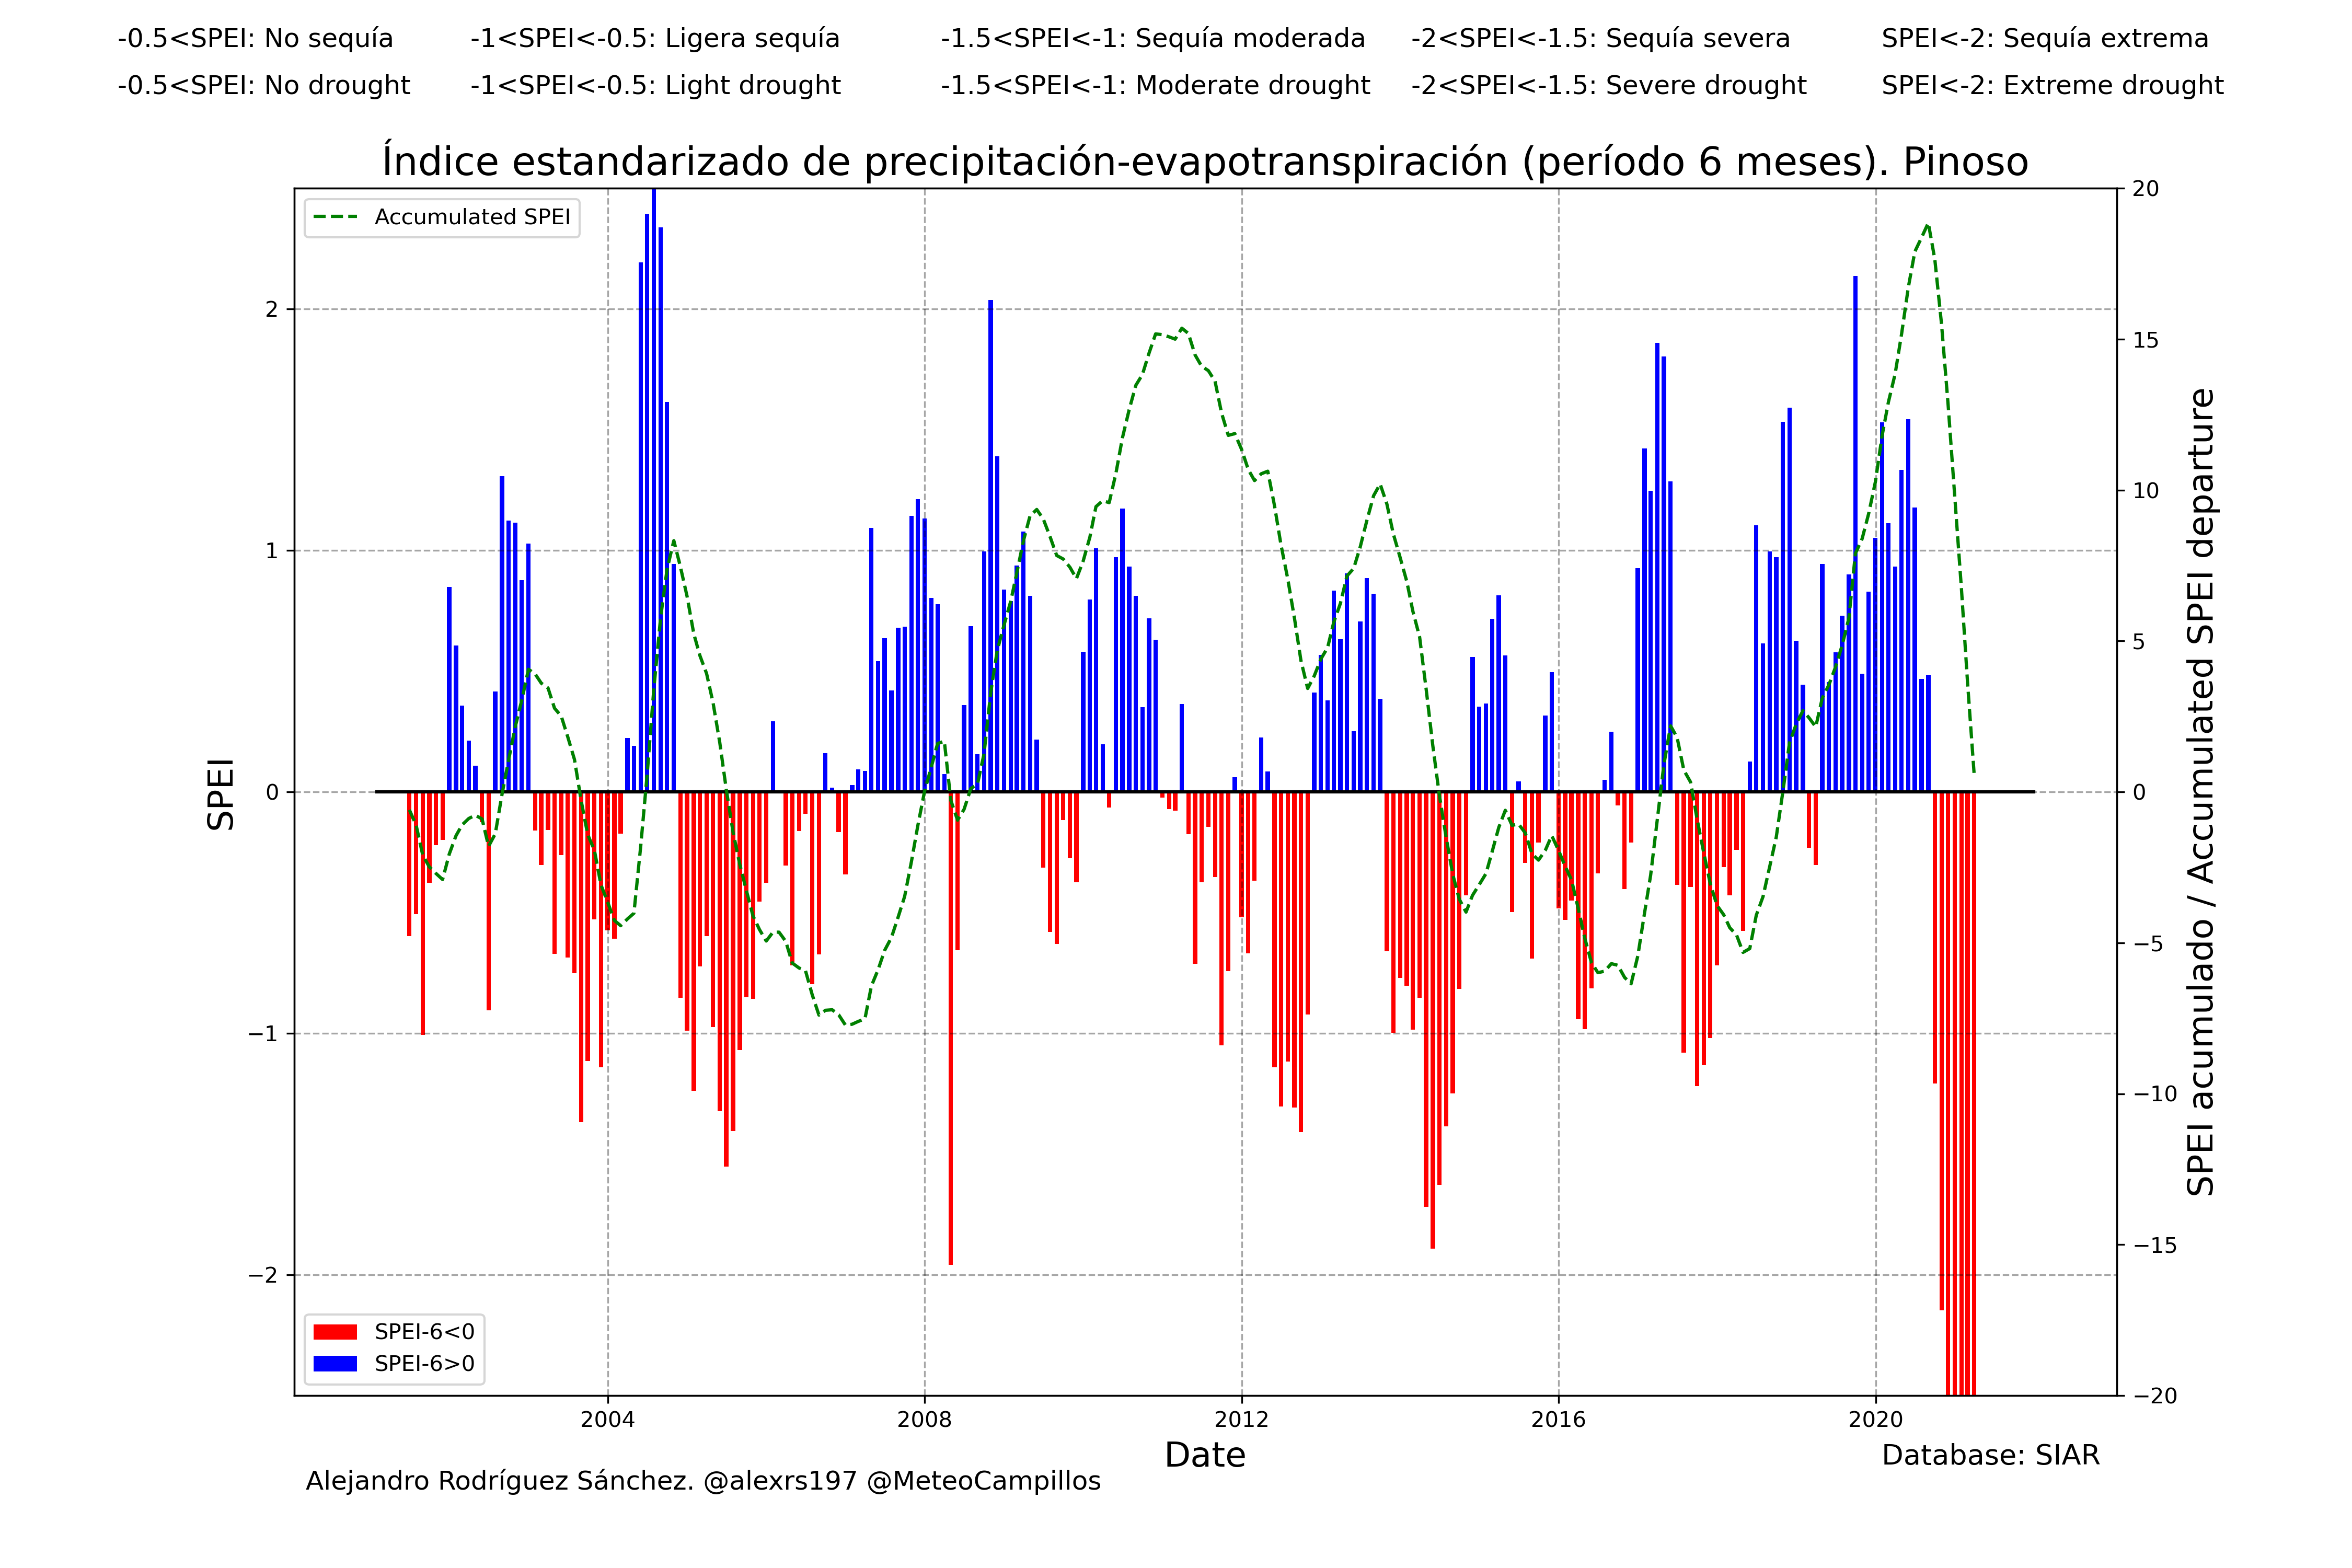 -0.5<SPEI: No sequía -1<SPEI<-0.5: Ligera sequía -1.5<SPEI<-1: Sequía moderada -2<SPEI<-1.5: Sequía severa SPEI<-2: Sequía extrema
-0.5<SPEI: No drought -1<SPEI<-0.5: Light drought -1.5<SPEI<-1: Moderate drought -2<SPEI<-1.5: Severe drought SPEI<-2: Extreme drought
Índice estandarizado de precipitación-evapotranspiración (período 6 meses). Pinoso
Accumulated SPEI
SPEI
2
1
0
−1
−2
20
15
10
5
0
−5
−10
−15
−20
SPEI acumulado / Accumulated SPEI departure
SPEI-6<0
SPEI-6>0
2004 2008 2012 2016 2020
Date
Database: SIAR
Alejandro Rodríguez Sánchez. @alexrs197 @MeteoCampillos